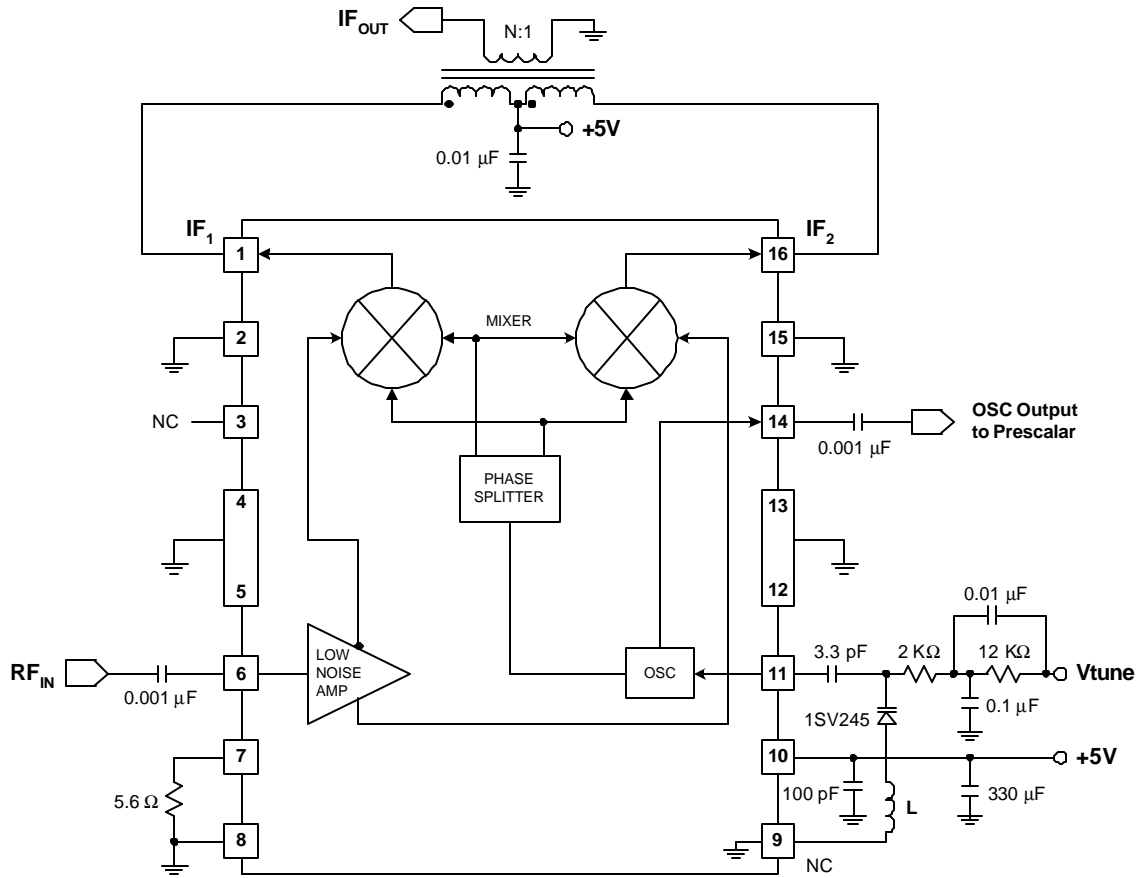 IF_OUT
N:1
+5V
0.01 µF
IF_1
IF_2
1
16
MIXER
2
15
NC
3
14
OSC Output
to Prescalar
0.001 µF
PHASE
SPLITTER
4
13
5
12
0.01 µF
LOW
NOISE
AMP
RF_IN
0.001 µF
6
OSC
11
3.3 pF
2 KΩ
12 KΩ
Vtune
1SV245
0.1 µF
7
10
+5V
5.6 Ω
100 pF
L
330 µF
8
9
NC